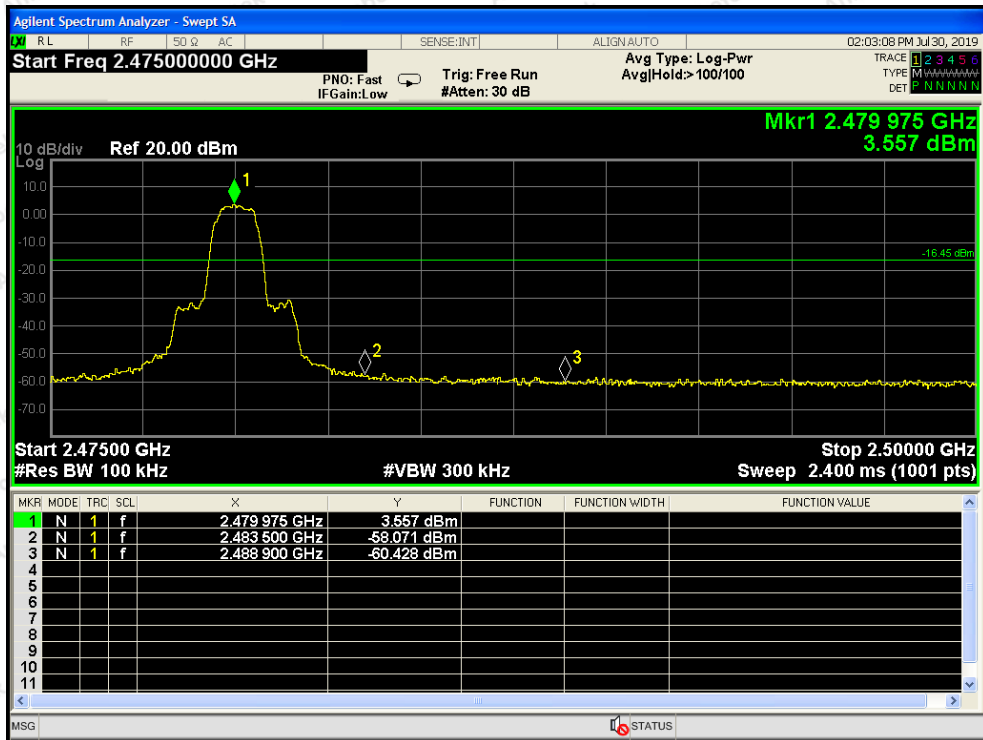 Agilent Spectrum Analyzer - Swept SA
LXI RL RF 50 Ω AC SENSE:INT ALIGN AUTO 02:03:08 PM Jul 30, 2019
Start Freq 2.475000000 GHz
PNO: Fast
IFGain:Low
Trig: Free Run
#Atten: 30 dB
Avg Type: Log-Pwr
Avg|Hold:>100/100
TRACE 1 2 3 4 5 6
TYPE M WWWWW
DET P N N N N N
Mkr1 2.479 975 GHz
3.557 dBm
10 dB/div Ref 20.00 dBm
Log
10.0
0.00
-10.0
-20.0
-30.0
-40.0
-50.0
-60.0
-70.0
1
-16.45 dBm
2
3
Start 2.47500 GHz Stop 2.50000 GHz
#Res BW 100 kHz #VBW 300 kHz Sweep 2.400 ms (1001 pts)
MKR MODE TRC SCL X Y FUNCTION FUNCTION WIDTH FUNCTION VALUE
1 N 1 f 2.479 975 GHz 3.557 dBm
2 N 1 f 2.483 500 GHz -58.071 dBm
3 N 1 f 2.488 900 GHz -60.428 dBm
4
5
6
7
8
9
10
11
MSG STATUS